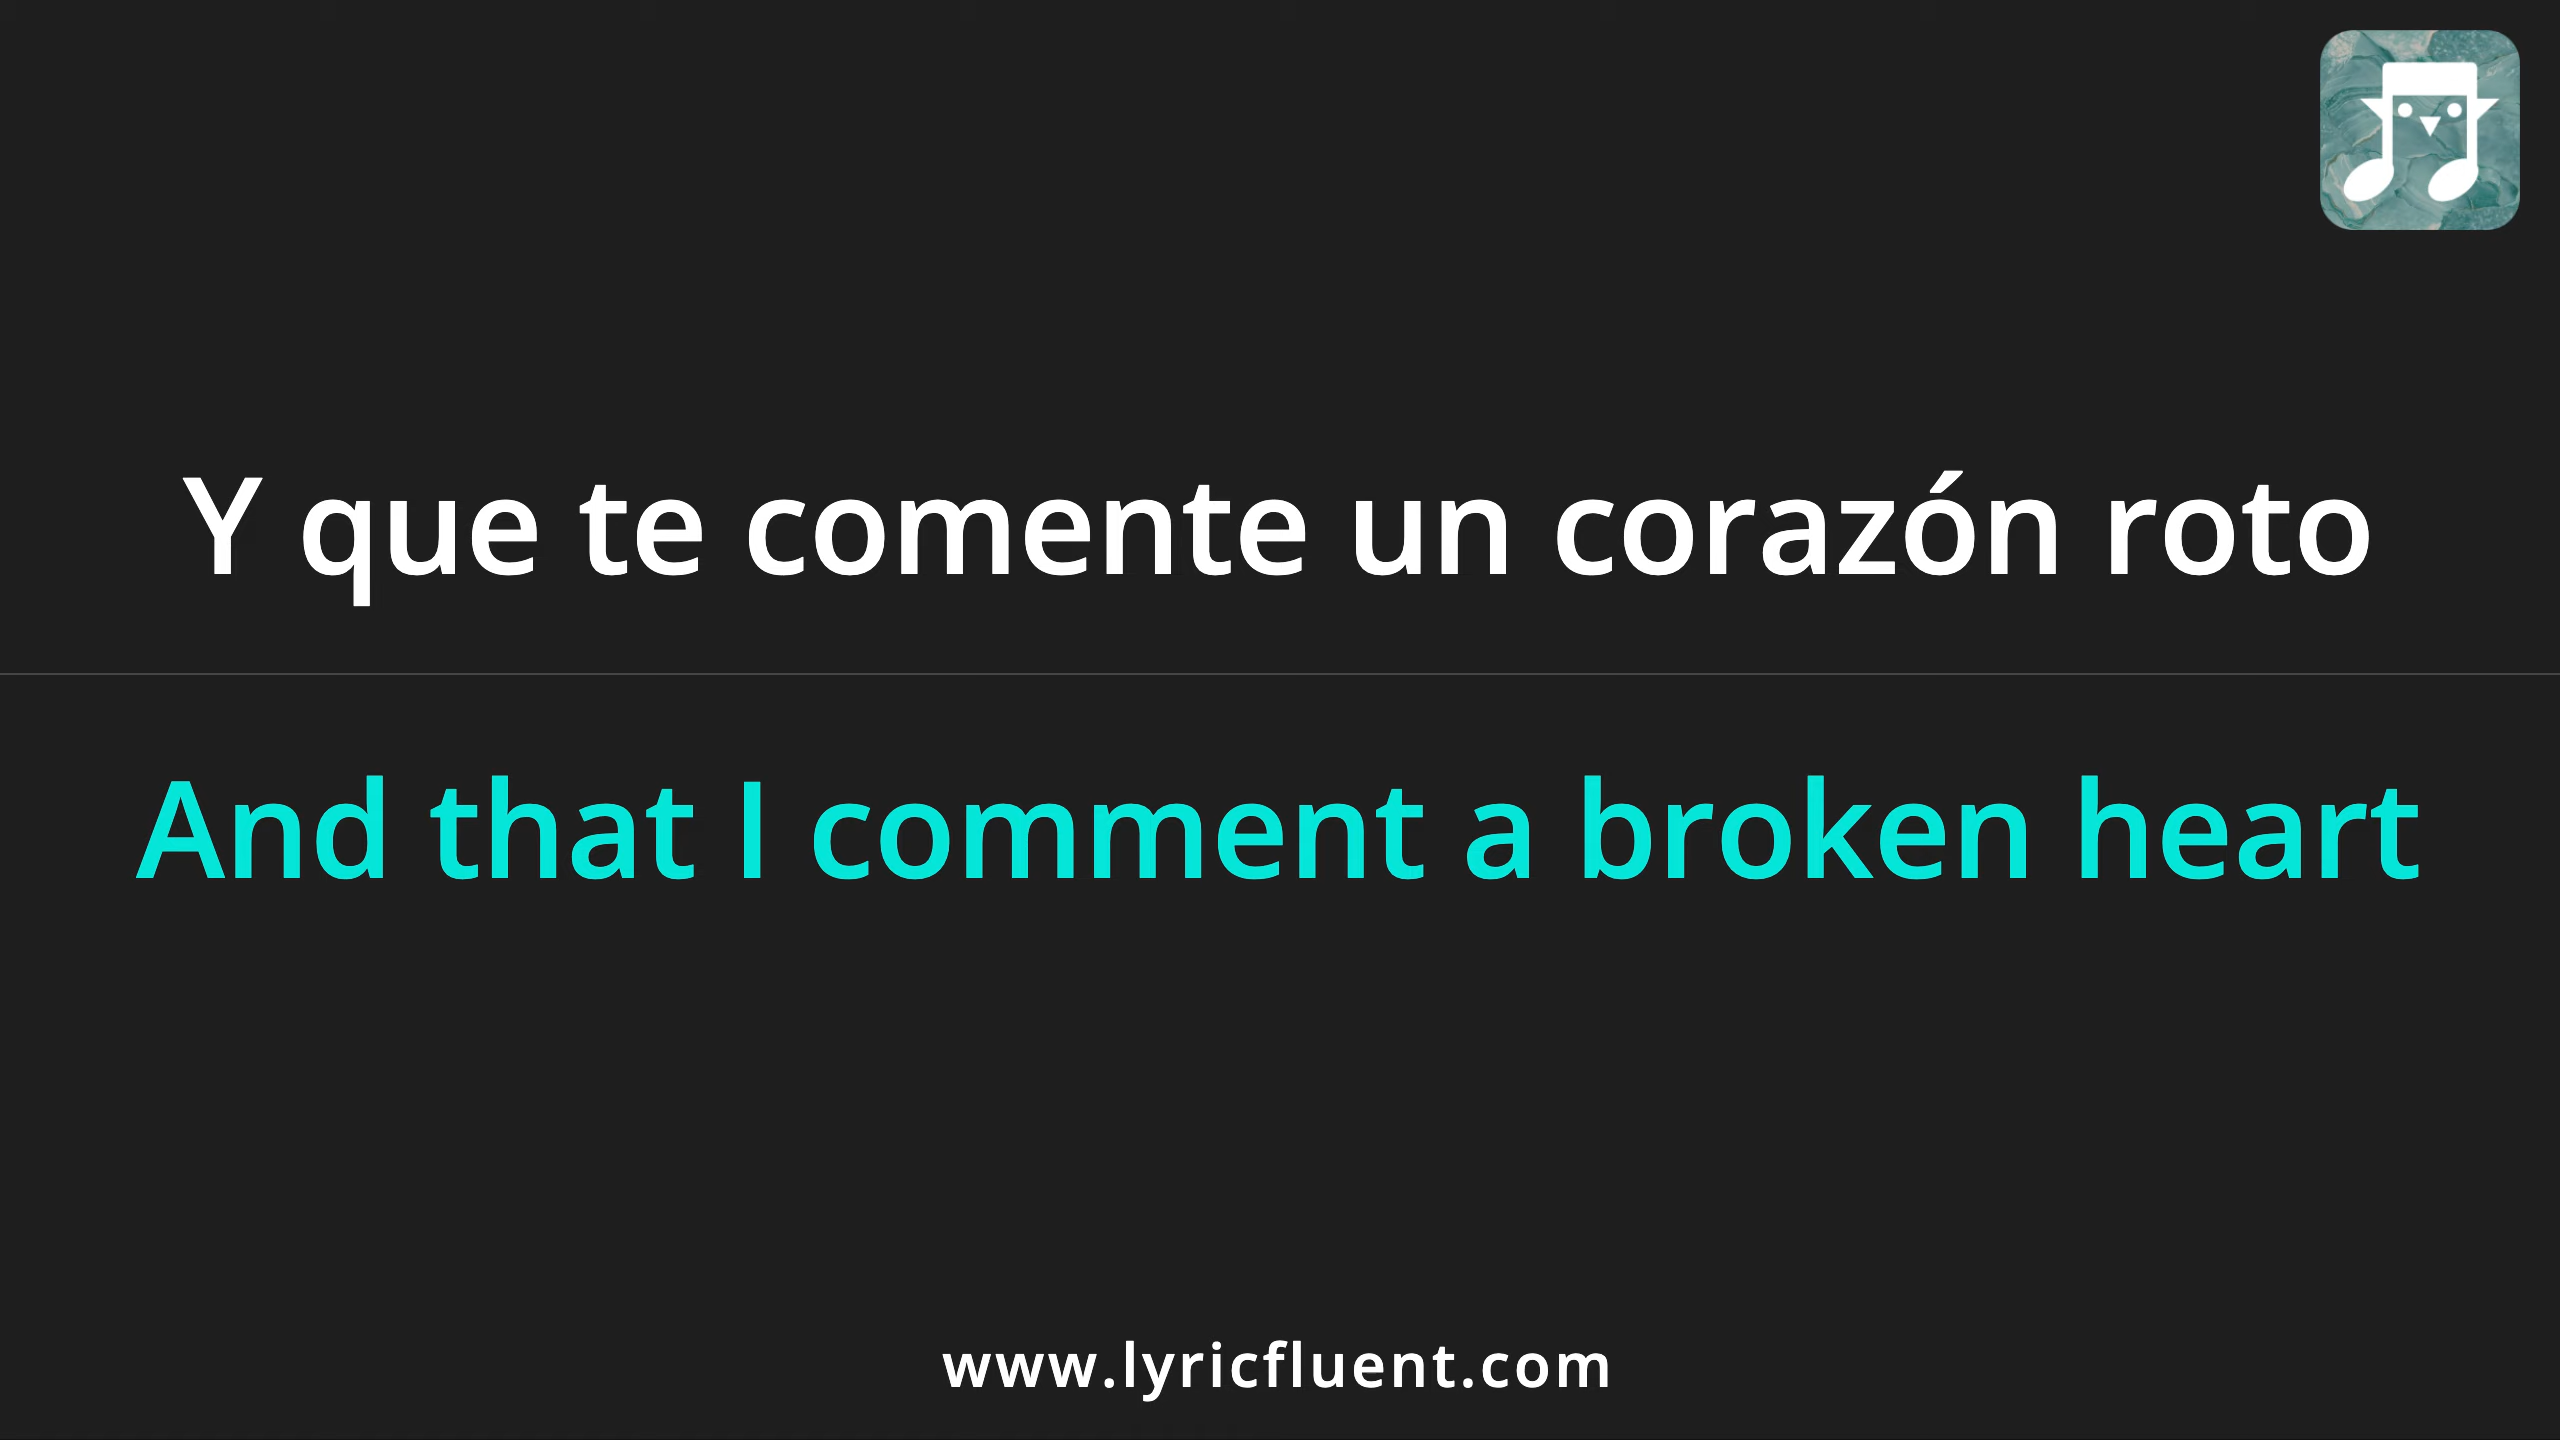 Y que te comente un corazón roto
And that I comment a broken heart
www.lyricfluent.com